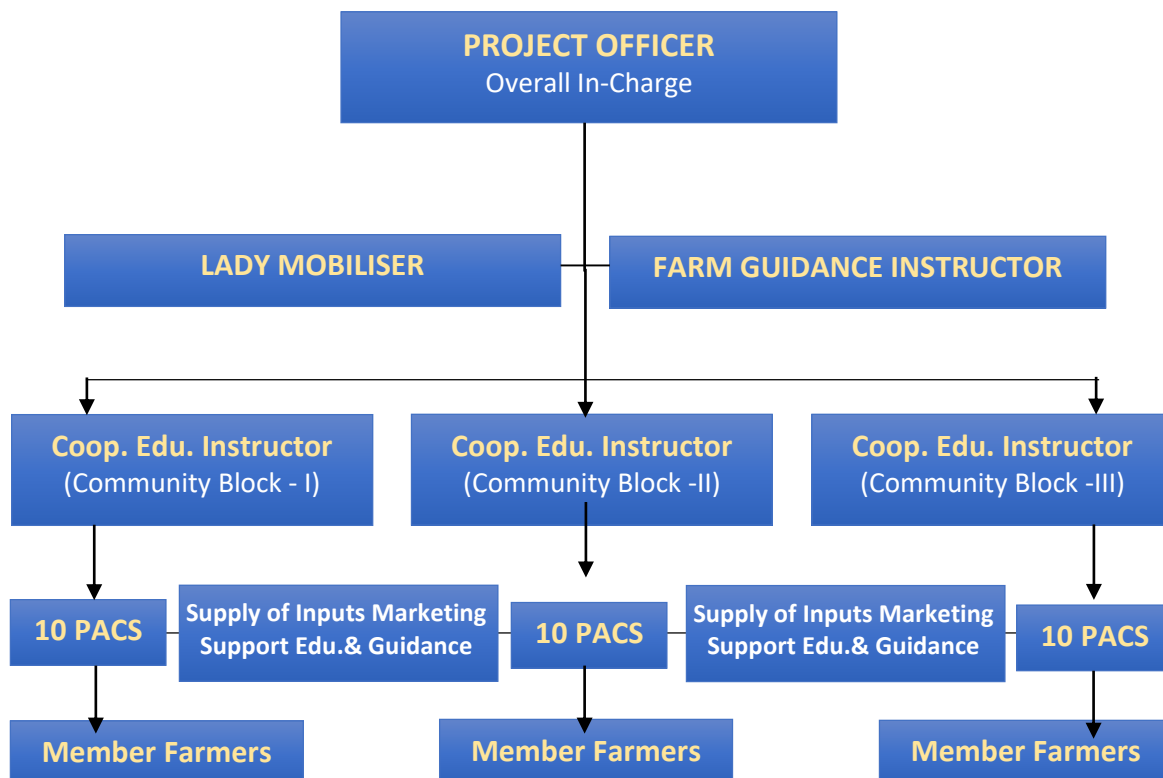 PROJECT OFFICER
Overall In-Charge
LADY MOBILISER
FARM GUIDANCE INSTRUCTOR
Coop. Edu. Instructor
(Community Block - I)
Coop. Edu. Instructor
(Community Block -II)
Coop. Edu. Instructor
(Community Block -III)
10 PACS
Supply of Inputs Marketing
Support Edu.& Guidance
10 PACS
Supply of Inputs Marketing
Support Edu.& Guidance
10 PACS
Member Farmers
Member Farmers
Member Farmers